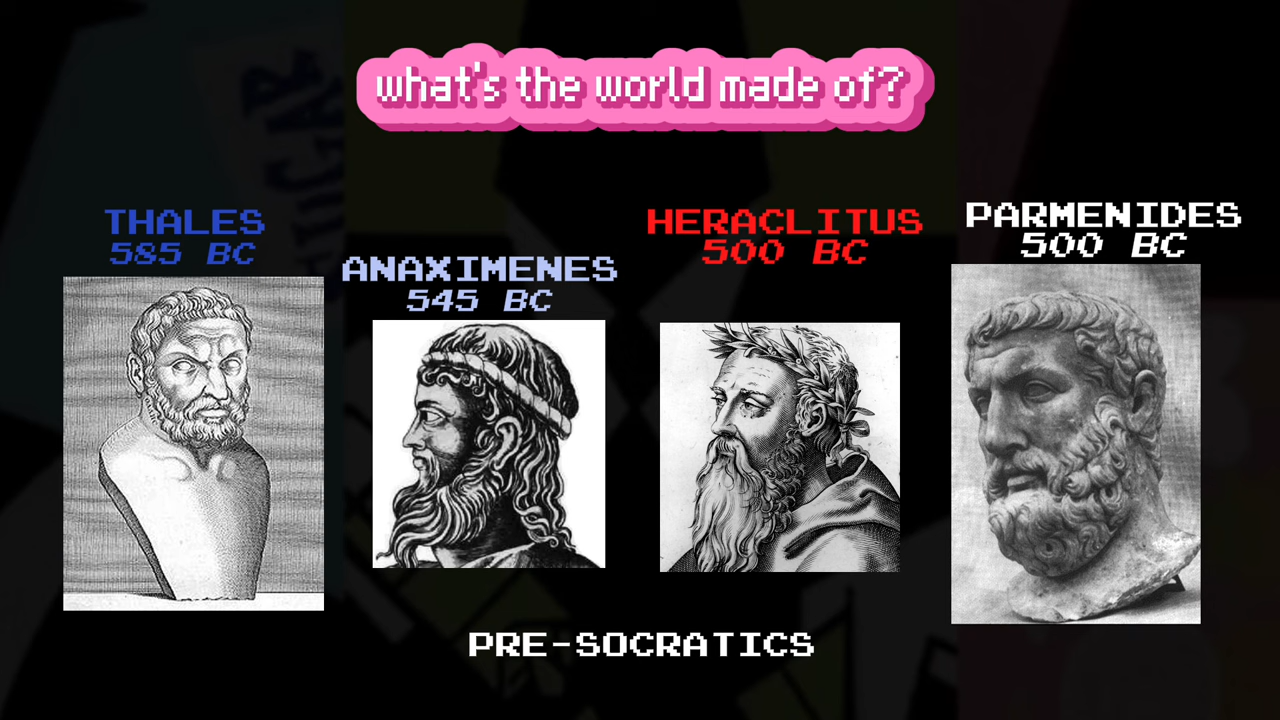 what's the world made of?
THALES
585 BC
ANAXIMENES
545 BC
HERACLITUS
500 BC
PARMENIDES
500 BC
PRE-SOCRATICS